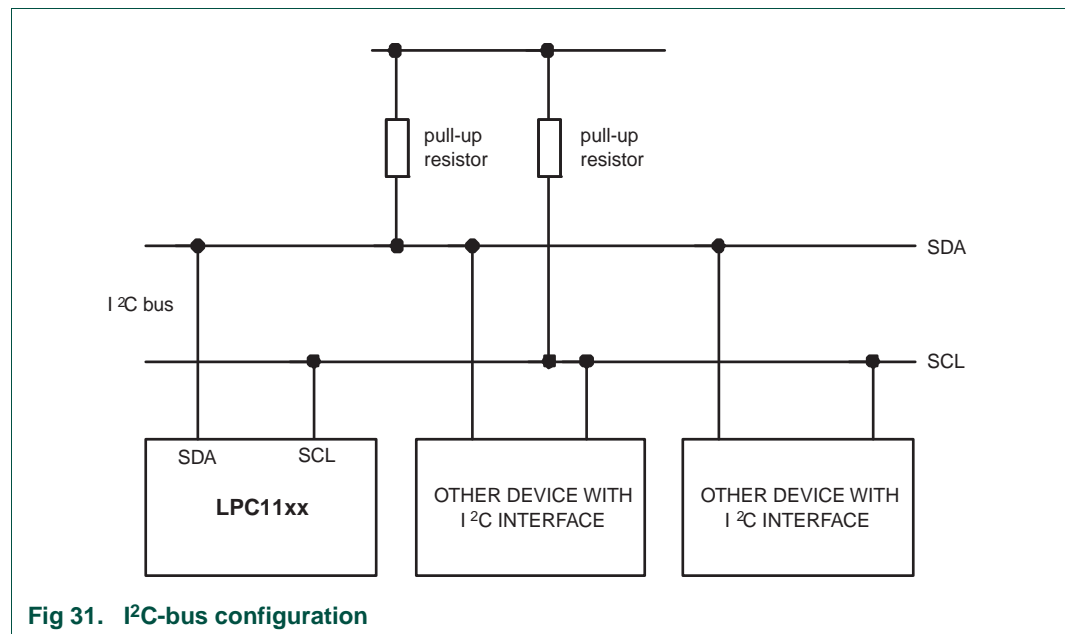 pull-up
resistor
pull-up
resistor
SDA
I ²C bus
SCL
SDA
SCL
LPC11xx
OTHER DEVICE WITH
I ²C INTERFACE
OTHER DEVICE WITH
I ²C INTERFACE
Fig 31. I²C-bus configuration